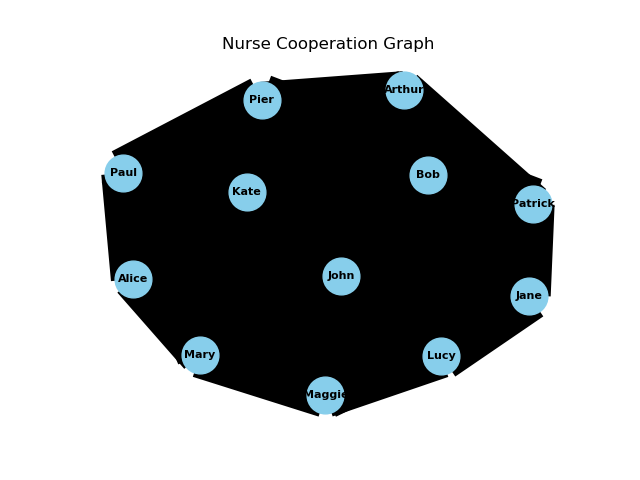 Nurse Cooperation Graph
Arthur
Pier
Paul
Bob
Kate
Patrick
John
Alice
Jane
Mary
Lucy
Maggie